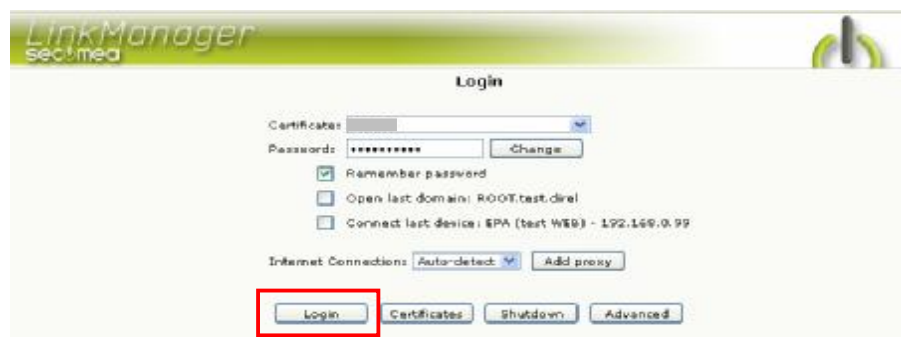 LinkManager
secomea
Login
Certificate:
Password: ********** Change
Remember password
Open last domain: ROOT.test.direl
Connect last device: EPA (test WEB) - 192.168.0.99
Internet Connection: Auto-detect Add proxy
Login Certificates Shutdown Advanced